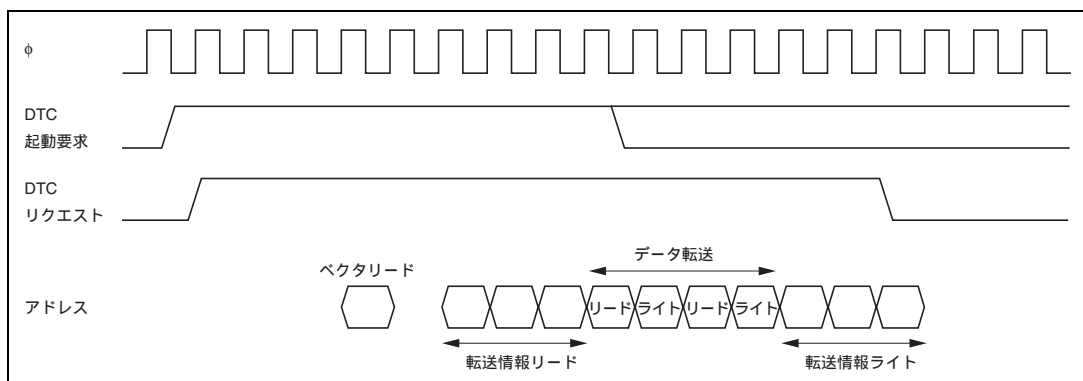 φ
DTC
起動要求
DTC
リクエスト
データ転送
ベクタリード
アドレス
リード ライト リード ライト
転送情報リード
転送情報ライト